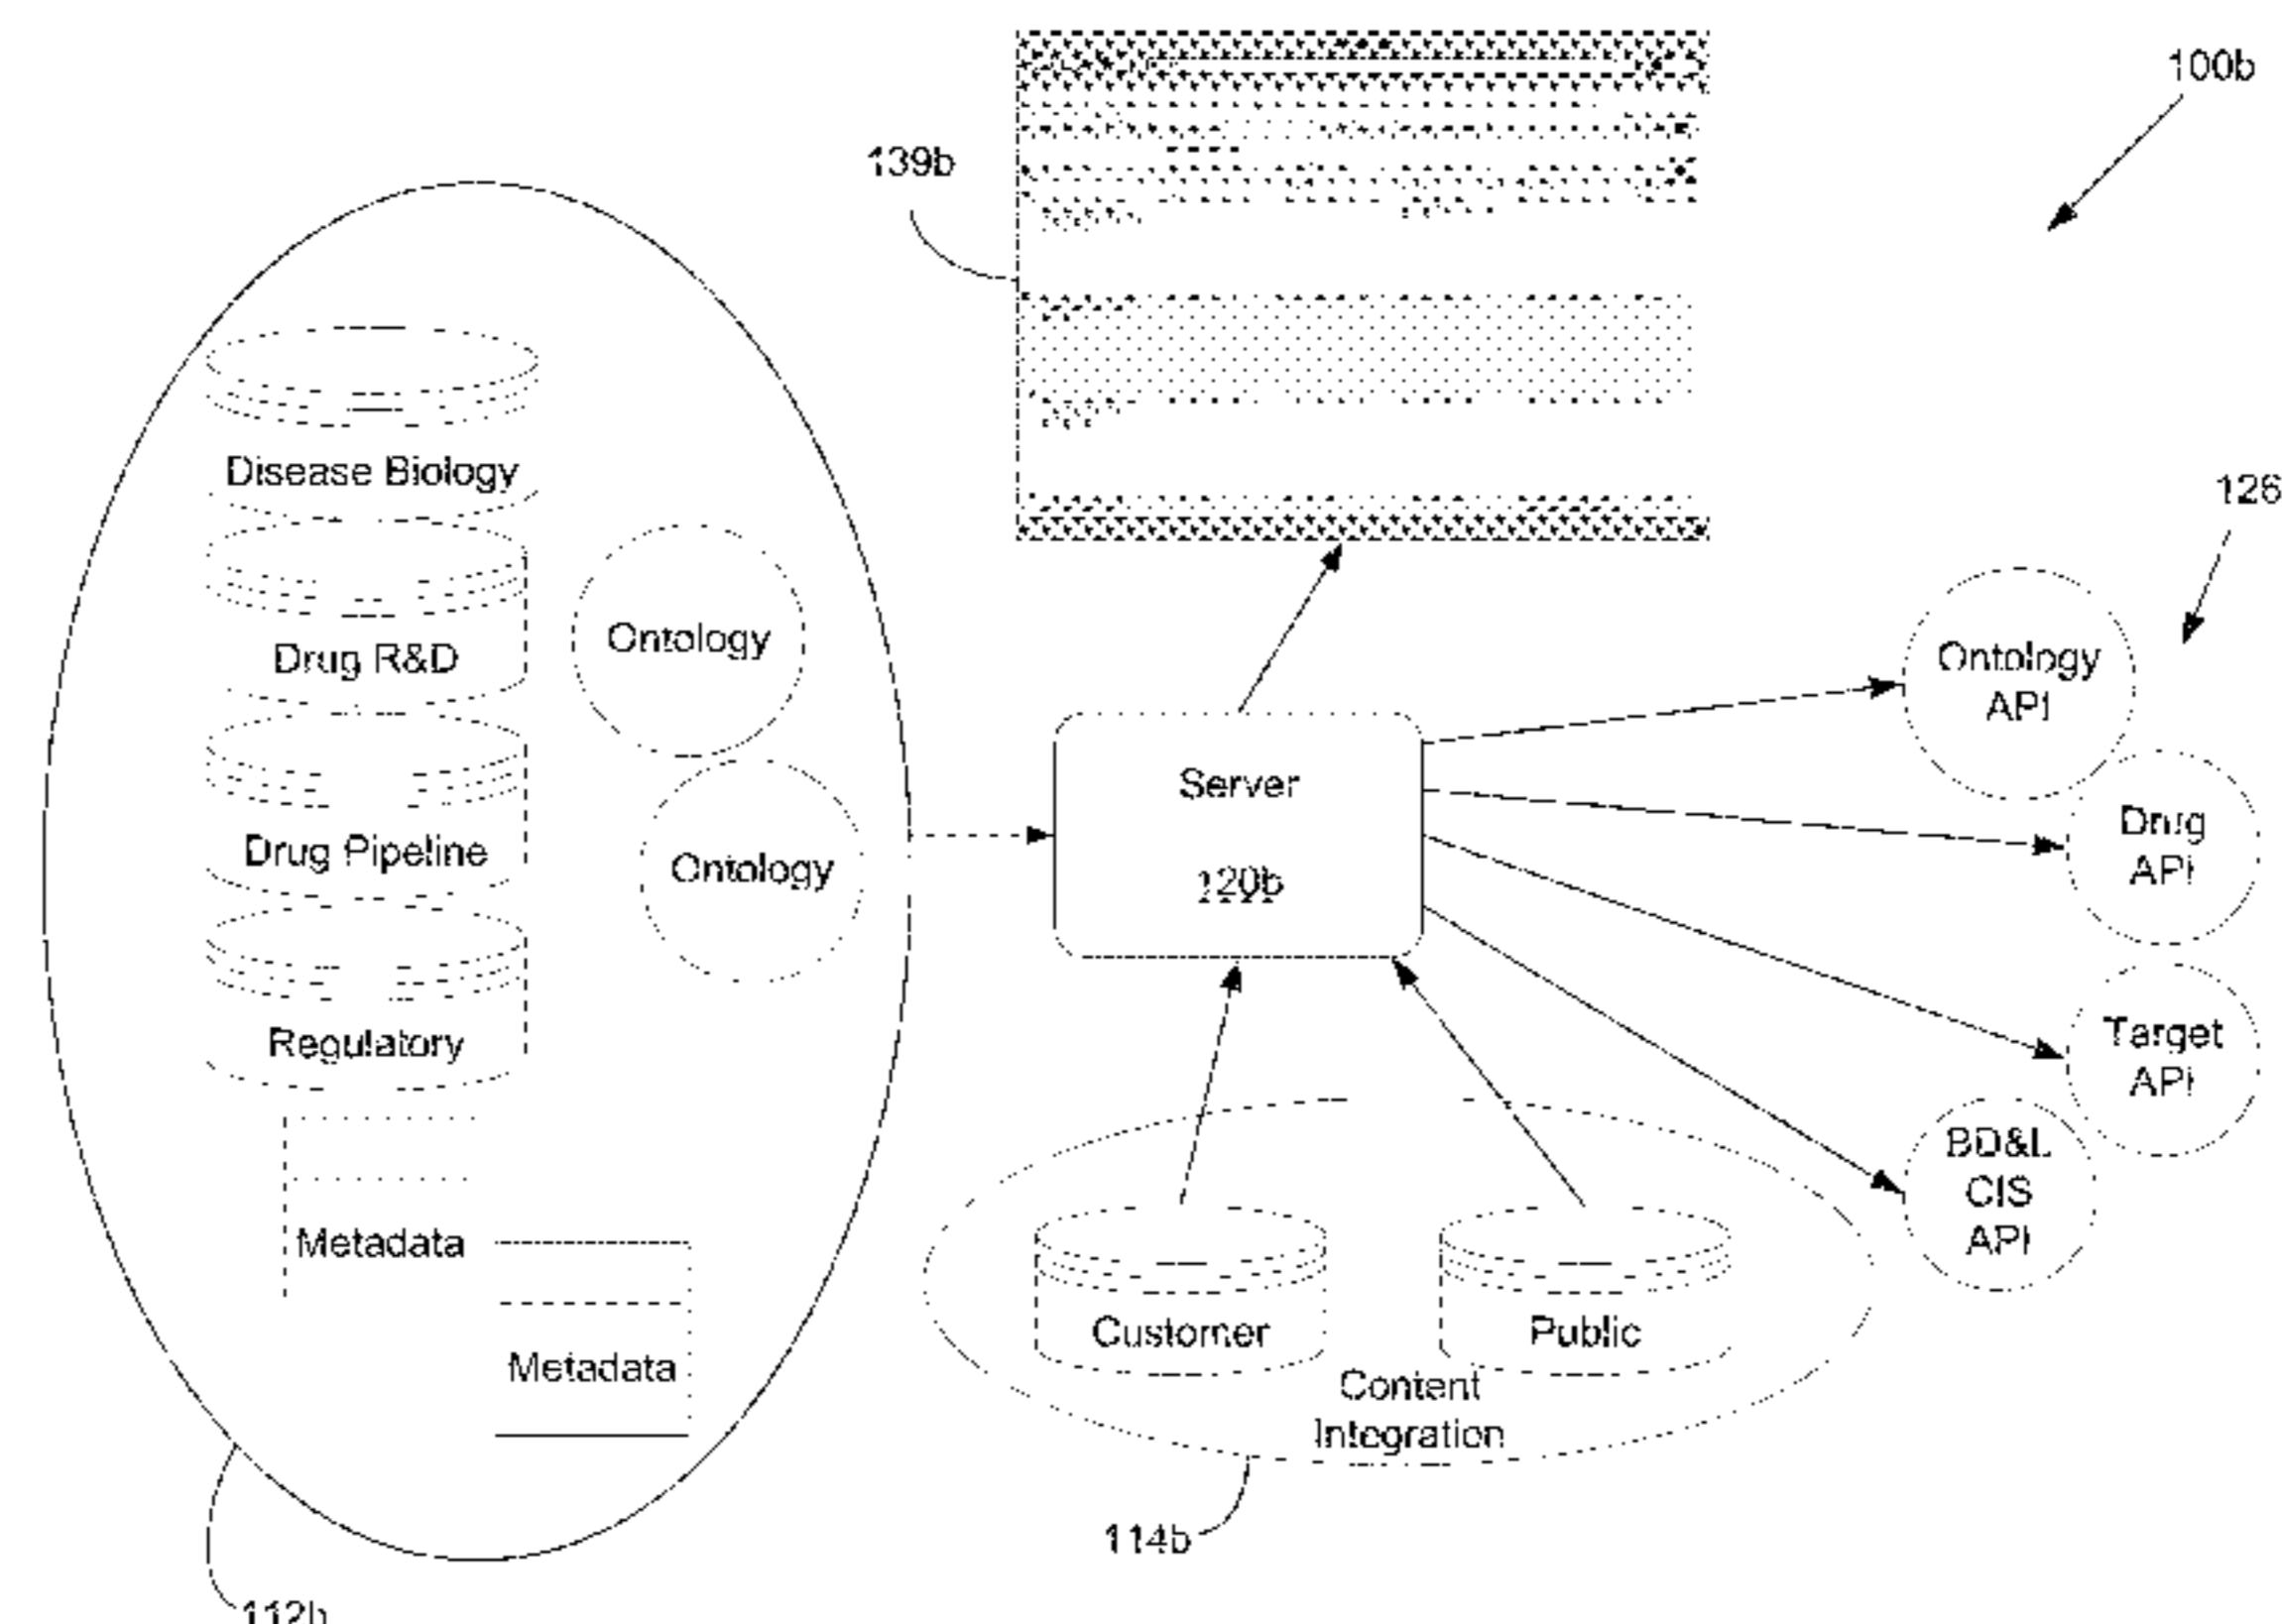 100b
139b
126
Disease Biology
Drug R&D
Drug Pipeline
Regulatory
Metadata
Metadata
Ontology
Ontology
Server
120b
Ontology
API
Drug
API
Target
API
BD&L
CIS
API
Customer
Public
Content
Integration
114b
112b